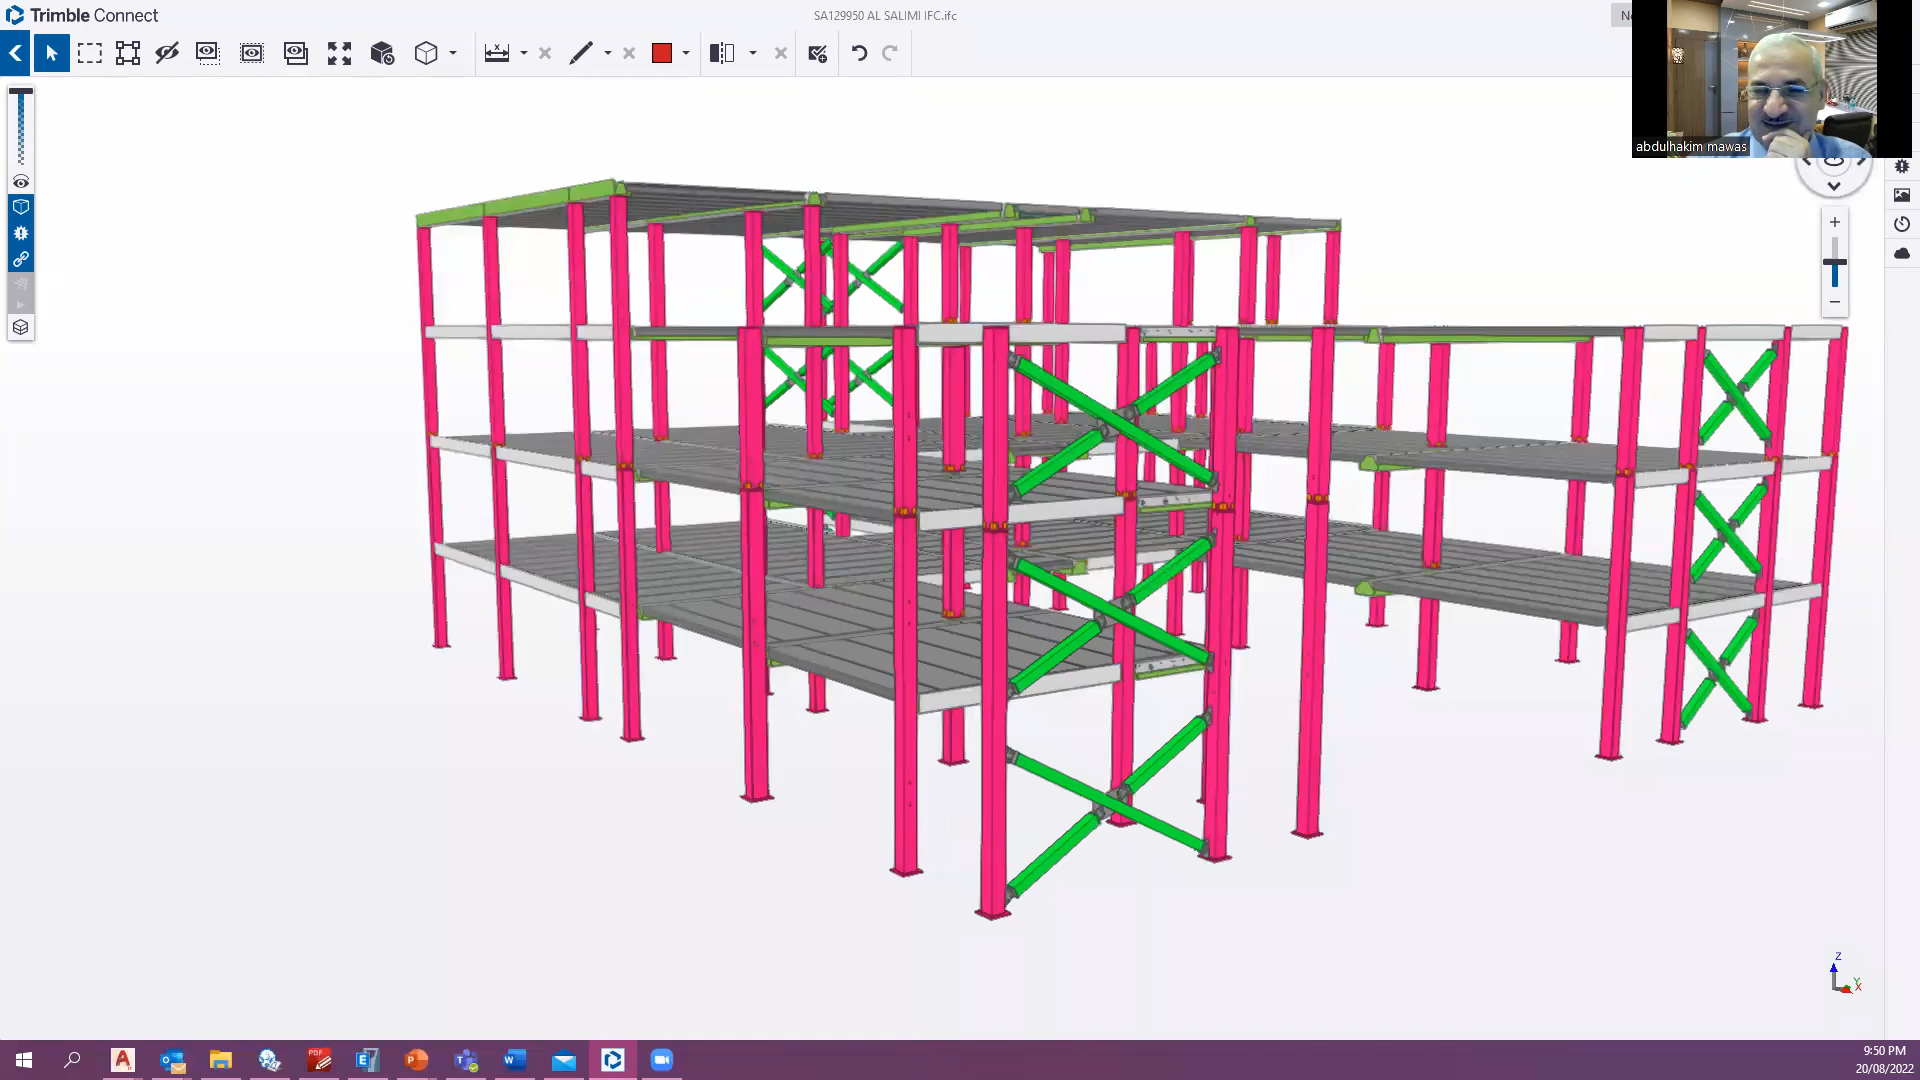 Trimble Connect
SA129950 AL SALIMI IFC.ifc
abdulhakim mawas
Z
Y
X
9:50 PM
20/08/2022